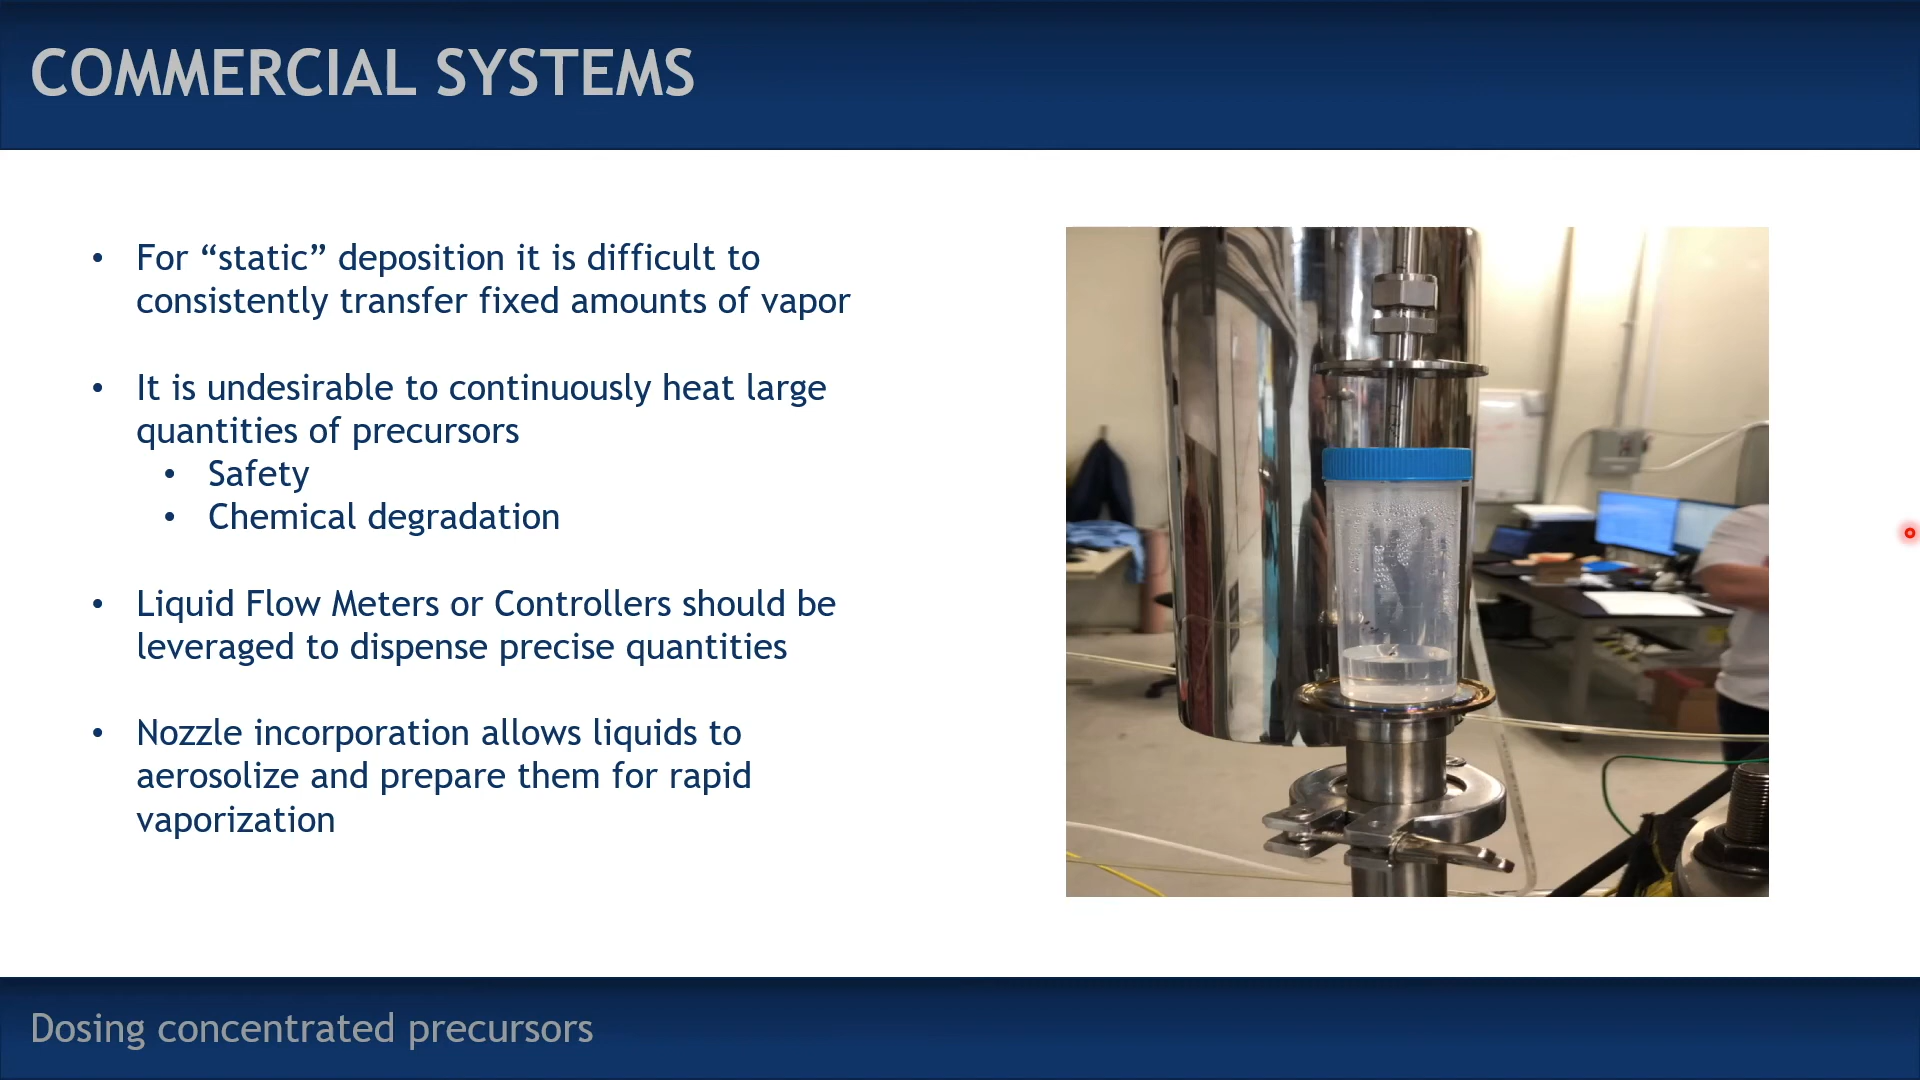 COMMERCIAL SYSTEMS
• For “static” deposition it is difficult to
consistently transfer fixed amounts of vapor
• It is undesirable to continuously heat large
quantities of precursors
• Safety
• Chemical degradation
• Liquid Flow Meters or Controllers should be
leveraged to dispense precise quantities
• Nozzle incorporation allows liquids to
aerosolize and prepare them for rapid
vaporization
Dosing concentrated precursors